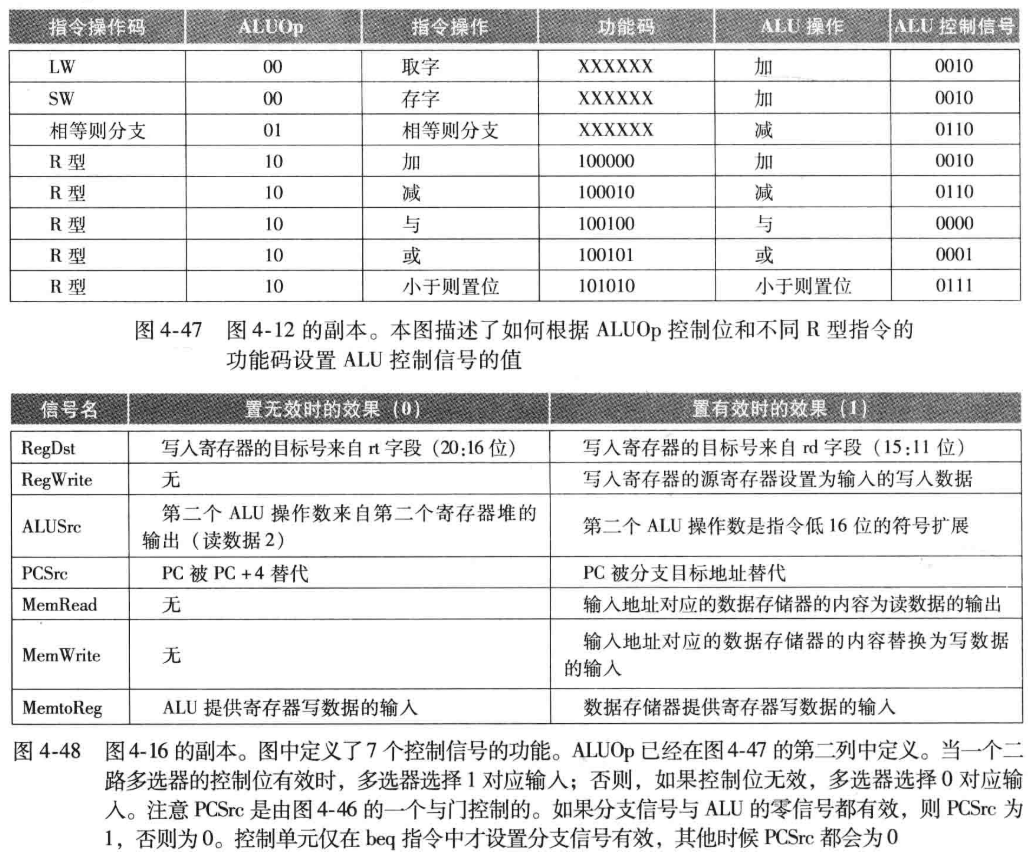 指令操作码 ALUOp 指令操作 功能码 ALU 操作 ALU 控制信号
LW 00 取字 XXXXXX 加 0010
SW 00 存字 XXXXXX 加 0010
相等则分支 01 相等则分支 XXXXXX 减 0110
R 型 10 加 100000 加 0010
R 型 10 减 100010 减 0110
R 型 10 与 100100 与 0000
R 型 10 或 100101 或 0001
R 型 10 小于则置位 101010 小于则置位 0111
图 4-47 图 4-12 的副本。本图描述了如何根据 ALUOp 控制位和不同 R 型指令的
功能码设置 ALU 控制信号的值
信号名 置无效时的效果（0） 置有效时的效果（1）
RegDst 写入寄存器的目标号来自 rt 字段（20:16 位） 写入寄存器的目标号来自 rd 字段（15:11 位）
RegWrite 无 写入寄存器的源寄存器设置为输入的写入数据
ALUSrc 第二个 ALU 操作数来自第二个寄存器堆的
输出（读数据 2） 第二个 ALU 操作数是指令低 16 位的符号扩展
PCSrc PC 被 PC + 4 替代 PC 被分支目标地址替代
MemRead 无 输入地址对应的数据存储器的内容为读数据的输出
MemWrite 无 输入地址对应的数据存储器的内容替换为写数据
的输入
MemtoReg ALU 提供寄存器写数据的输入 数据存储器提供寄存器写数据的输入
图 4-48 图 4-16 的副本。图中定义了 7 个控制信号的功能。ALUOp 已经在图 4-47 的第二列中定义。当一个二
路多选器的控制位有效时，多选器选择 1 对应输入；否则，如果控制位无效，多选器选择 0 对应输
入。注意 PCSrc 是由图 4-46 的一个与门控制的。如果分支信号与 ALU 的零信号都有效，则 PCSrc 为
1，否则为 0。控制单元仅在 beq 指令中才设置分支信号有效，其他时候 PCSrc 都会为 0